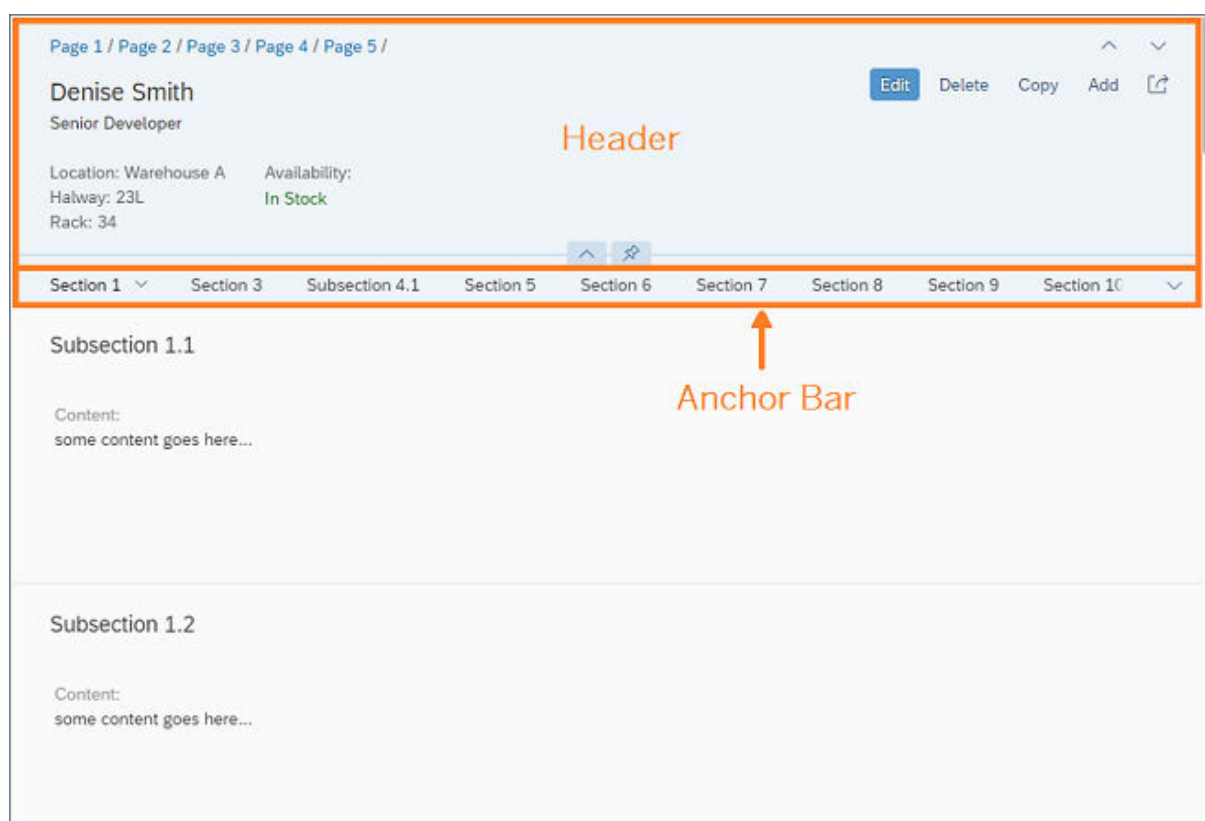 Page 1 / Page 2 / Page 3 / Page 4 / Page 5 /
Denise Smith
Edit Delete Copy Add
Senior Developer
Header
Location: Warehouse A Availability:
Halway: 23L In Stock
Rack: 34
Section 1 Section 3 Subsection 4.1 Section 5 Section 6 Section 7 Section 8 Section 9 Section 10
Subsection 1.1
Anchor Bar
Content:
some content goes here...
Subsection 1.2
Content:
some content goes here...